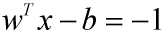 w^T x − b = −1